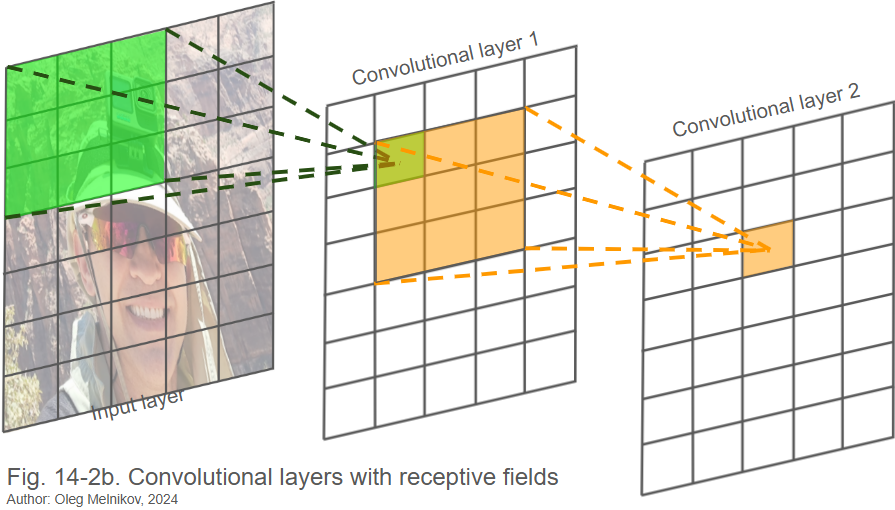 Convolutional layer 1
Convolutional layer 2
Input layer
Fig. 14-2b. Convolutional layers with receptive fields
Author: Oleg Melnikov, 2024